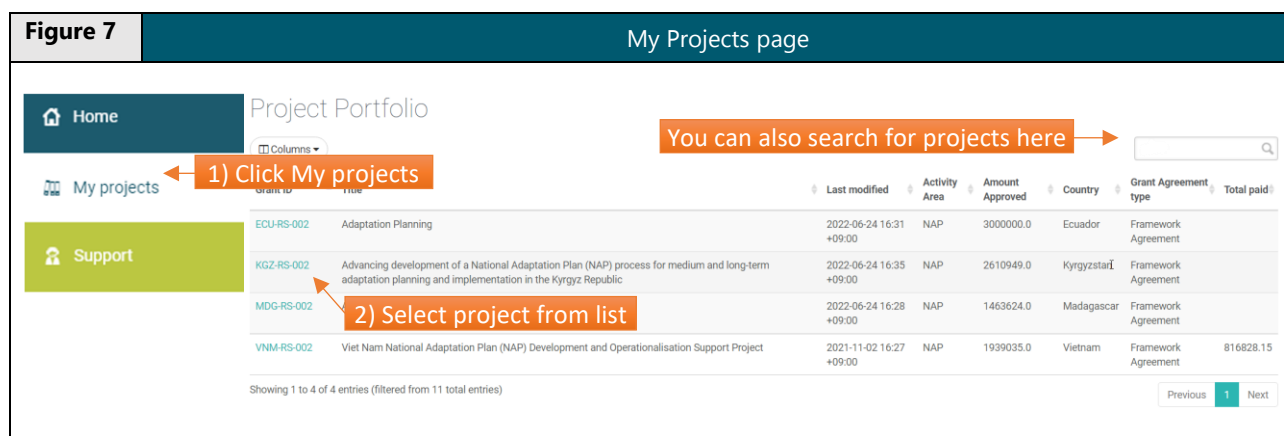 Figure 7
My Projects page
Home
My projects
Support
Project Portfolio
Columns
You can also search for projects here
1) Click My projects
Grant ID Title Last modified Activity Area Amount Approved Country Grant Agreement type Total paid
ECU-RS-002 Adaptation Planning 2022-06-24 16:31 +09:00 NAP 3000000.0 Ecuador Framework Agreement
KGZ-RS-002 Advancing development of a National Adaptation Plan (NAP) process for medium and long-term adaptation planning and implementation in the Kyrgyz Republic 2022-06-24 16:35 +09:00 NAP 2610949.0 Kyrgyzstan Framework Agreement
MDG-RS-002 2022-06-24 16:28 +09:00 NAP 1463624.0 Madagascar Framework Agreement
2) Select project from list
VNM-RS-002 Viet Nam National Adaptation Plan (NAP) Development and Operationalisation Support Project 2021-11-02 16:27 +09:00 NAP 1939035.0 Vietnam Framework Agreement 816828.15
Showing 1 to 4 of 4 entries (filtered from 11 total entries)
Previous 1 Next